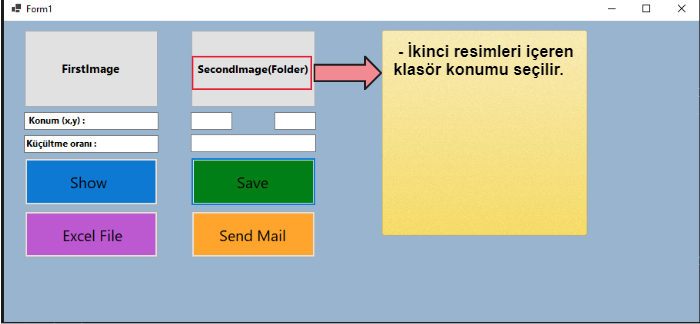 Form1
FirstImage
SecondImage(Folder)
- İkinci resimleri içeren
klasör konumu seçilir.
Konum (x,y) :
Küçültme oranı :
Show
Save
Excel File
Send Mail